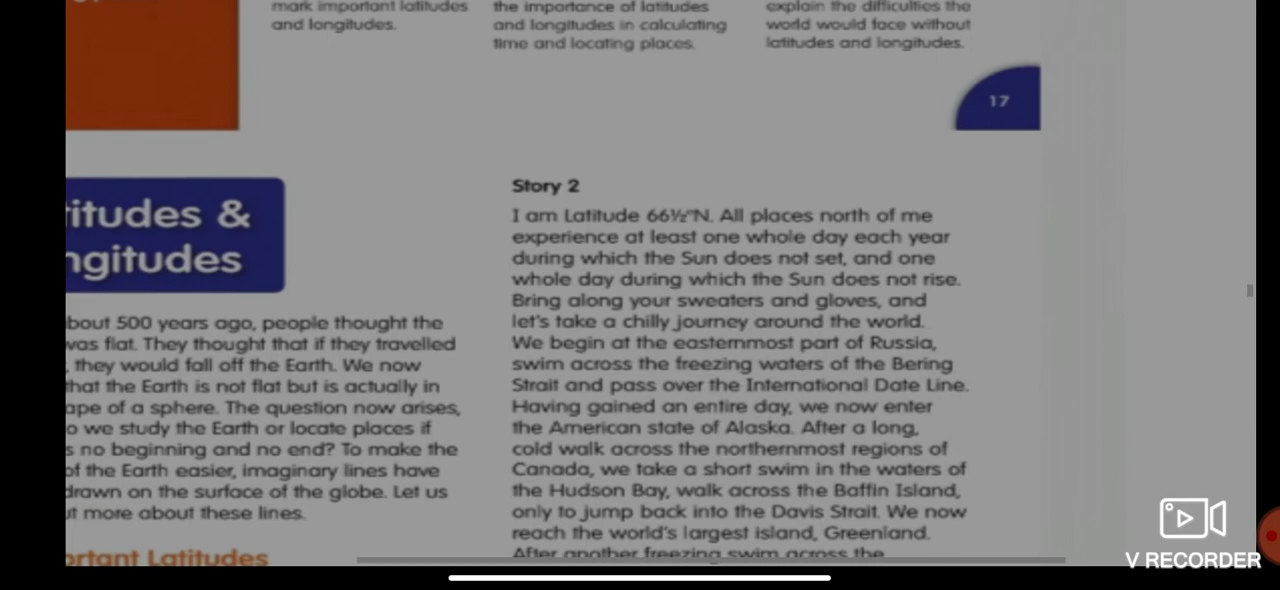 mark important latitudes
and longitudes.
the importance of latitudes
and longitudes in calculating
time and locating places.
explain the difficulties the
world would face without
latitudes and longitudes.
17
titudes &
ngitudes
bout 500 years ago, people thought the
was flat. They thought that if they travelled
, they would fall off the Earth. We now
that the Earth is not flat but is actually in
ape of a sphere. The question now arises,
o we study the Earth or locate places if
s no beginning and no end? To make the
of the Earth easier, imaginary lines have
drawn on the surface of the globe. Let us
ut more about these lines.
ortant Latitudes
Story 2
I am Latitude 66½°N. All places north of me
experience at least one whole day each year
during which the Sun does not set, and one
whole day during which the Sun does not rise.
Bring along your sweaters and gloves, and
let's take a chilly journey around the world.
We begin at the easternmost part of Russia,
swim across the freezing waters of the Bering
Strait and pass over the International Date Line.
Having gained an entire day, we now enter
the American state of Alaska. After a long,
cold walk across the northernmost regions of
Canada, we take a short swim in the waters of
the Hudson Bay, walk across the Baffin Island,
only to jump back into the Davis Strait. We now
reach the world's largest island, Greenland.
After another freezing swim across the
V RECORDER